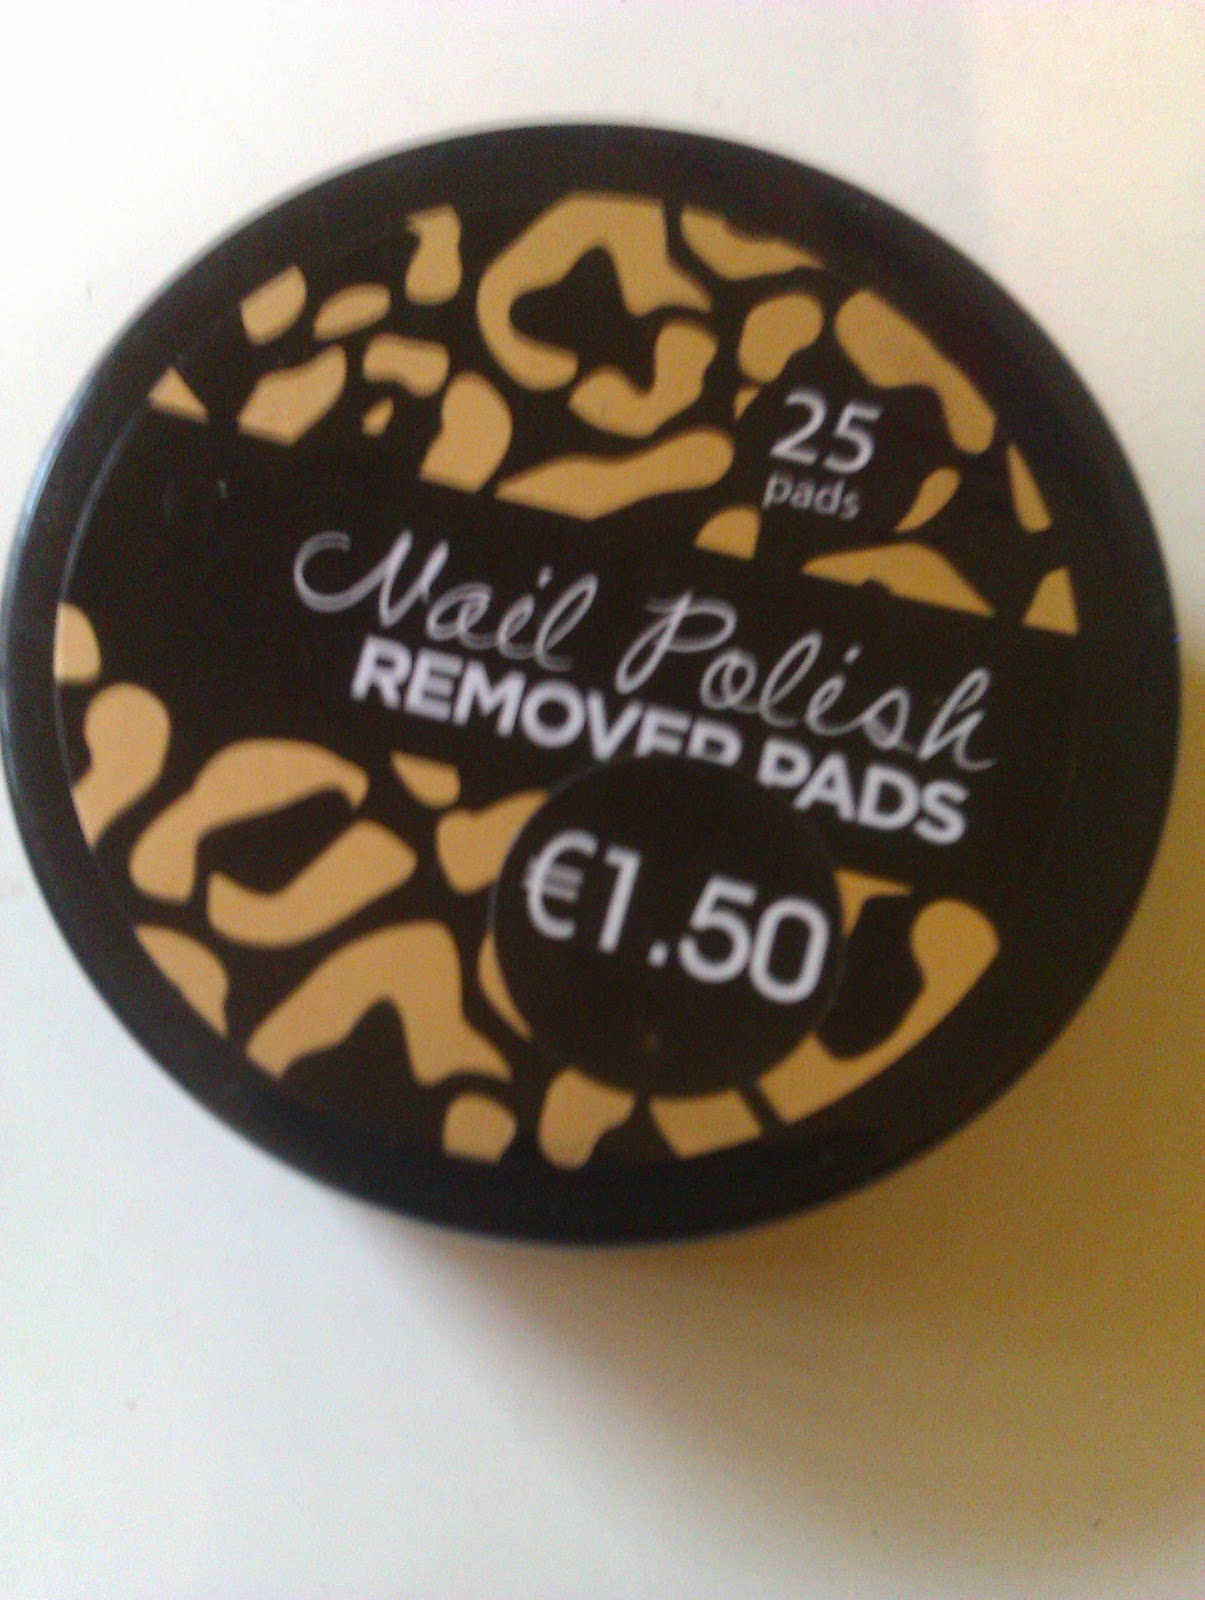 25
pads
Nail Polish
REMOVER PADS
€1.50